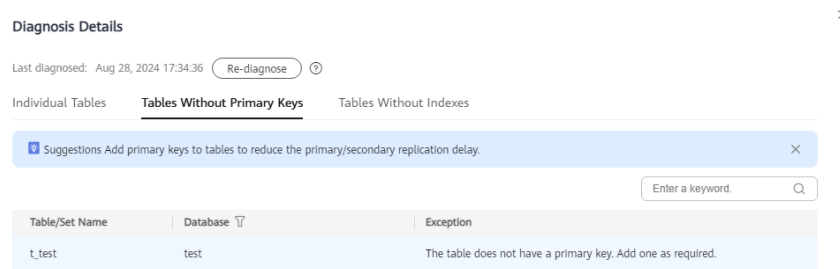 Diagnosis Details
Last diagnosed: Aug 28, 2024 17:34:36 Re-diagnose
Individual Tables Tables Without Primary Keys Tables Without Indexes
Suggestions Add primary keys to tables to reduce the primary/secondary replication delay.
Enter a keyword.
Table/Set Name Database Exception
t_test test The table does not have a primary key. Add one as required.